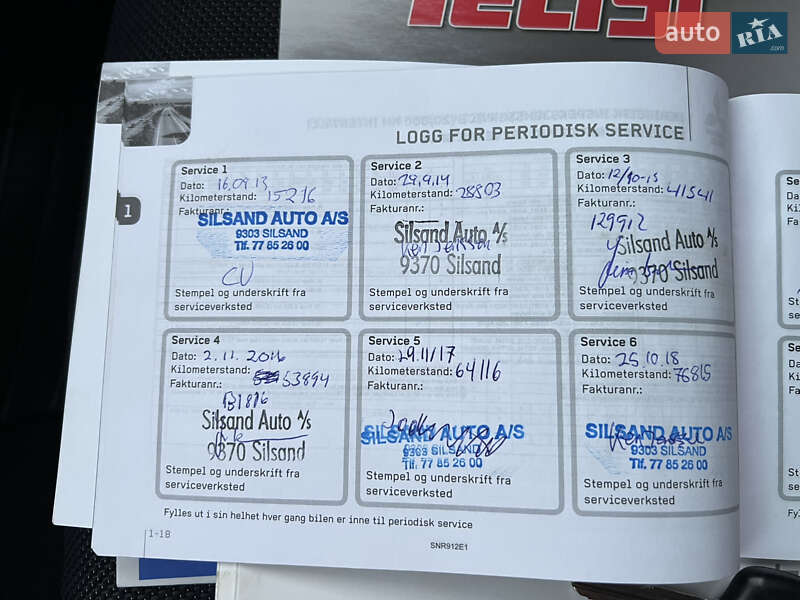 auto RIA .com
LOGG FOR PERIODISK SERVICE
1
Service 1
Dato: 16.09.13
Kilometerstand: 15216
Fakturanr.:
SILSAND AUTO A/S
9303 SILSAND
Tlf. 77 85 26 00
CU
Stempel og underskrift fra
serviceverksted
Service 2
Dato: 29.9.14
Kilometerstand: 28803
Fakturanr.:
Silsand Auto A/S
9370 Silsand
Stempel og underskrift fra
serviceverksted
Service 3
Dato: 12/10-15
Kilometerstand: 41541
Fakturanr.:
129912
Silsand Auto A/S
9370 Silsand
Stempel og underskrift fra
serviceverksted
Service 4
Dato: 2.11.2016
Kilometerstand: 53894
Fakturanr.:
B1816
Silsand Auto A/S
9370 Silsand
Stempel og underskrift fra
serviceverksted
Service 5
Dato: 29.11/17
Kilometerstand: 64116
Fakturanr.:
SILSAND AUTO A/S
9303 SILSAND
Tlf. 77 85 26 00
Stempel og underskrift fra
serviceverksted
Service 6
Dato: 25.10.18
Kilometerstand: 76815
Fakturanr.:
SILSAND AUTO A/S
9303 SILSAND
Tlf. 77 85 26 00
Stempel og underskrift fra
serviceverksted
Fylles ut i sin helhet hver gang bilen er inne til periodisk service
1-18
SNR912E1